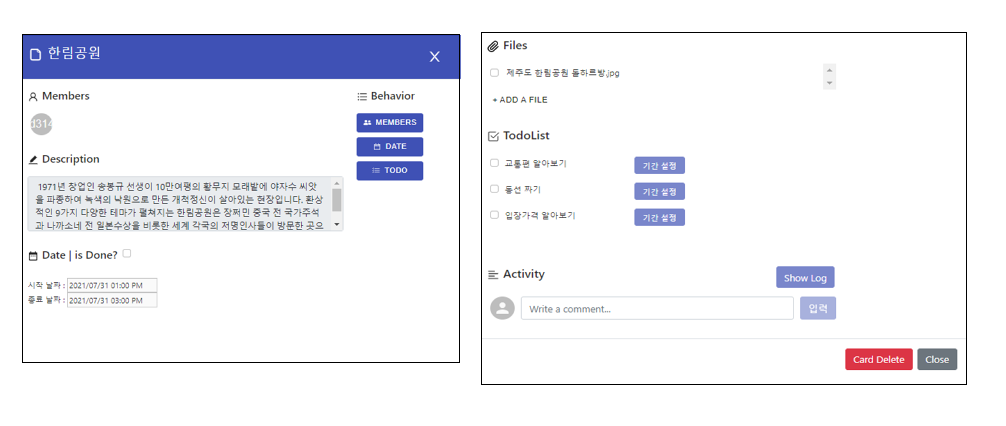 한림공원
X
Members
d314
Description
1971년 창업인 송봉규 선생이 10만여평의 황무지 모래밭에 야자수 씨앗
을 파종하여 녹색의 낙원으로 만든 개척정신이 살아있는 현장입니다. 환상
적인 9가지 다양한 테마가 펼쳐지는 한림공원은 장쩌민 중국 전 국가주석
과 나까소네 전 일본수상을 비롯한 세계 각국의 저명인사들이 방문한 곳으
Date | is Done?
시작 날짜 : 2021/07/31 01:00 PM
종료 날짜 : 2021/07/31 03:00 PM
Behavior
MEMBERS
DATE
TODO
Files
제주도 한림공원 돌하르방.jpg
+ ADD A FILE
TodoList
교통편 알아보기 기간 설정
동선 짜기 기간 설정
입장가격 알아보기 기간 설정
Activity Show Log
Write a comment... 입력
Card Delete Close